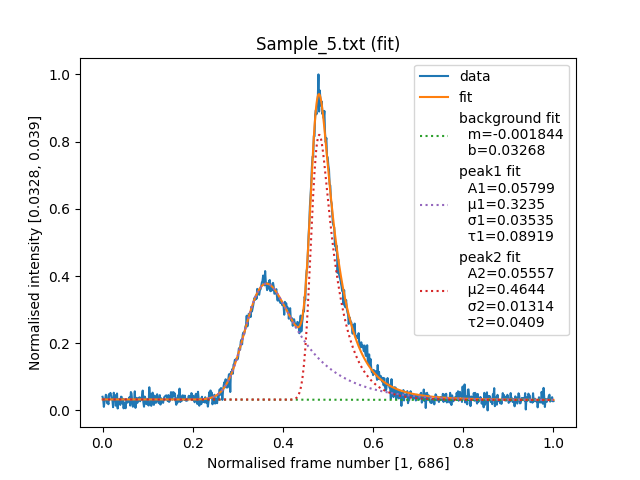 Sample_5.txt (fit)
Normalised intensity [0.0328, 0.039]
1.0
0.8
0.6
0.4
0.2
0.0
0.0 0.2 0.4 0.6 0.8 1.0
Normalised frame number [1, 686]
data
fit
background fit
m=-0.001844
b=0.03268
peak1 fit
A1=0.05799
μ1=0.3235
σ1=0.03535
τ1=0.08919
peak2 fit
A2=0.05557
μ2=0.4644
σ2=0.01314
τ2=0.0409